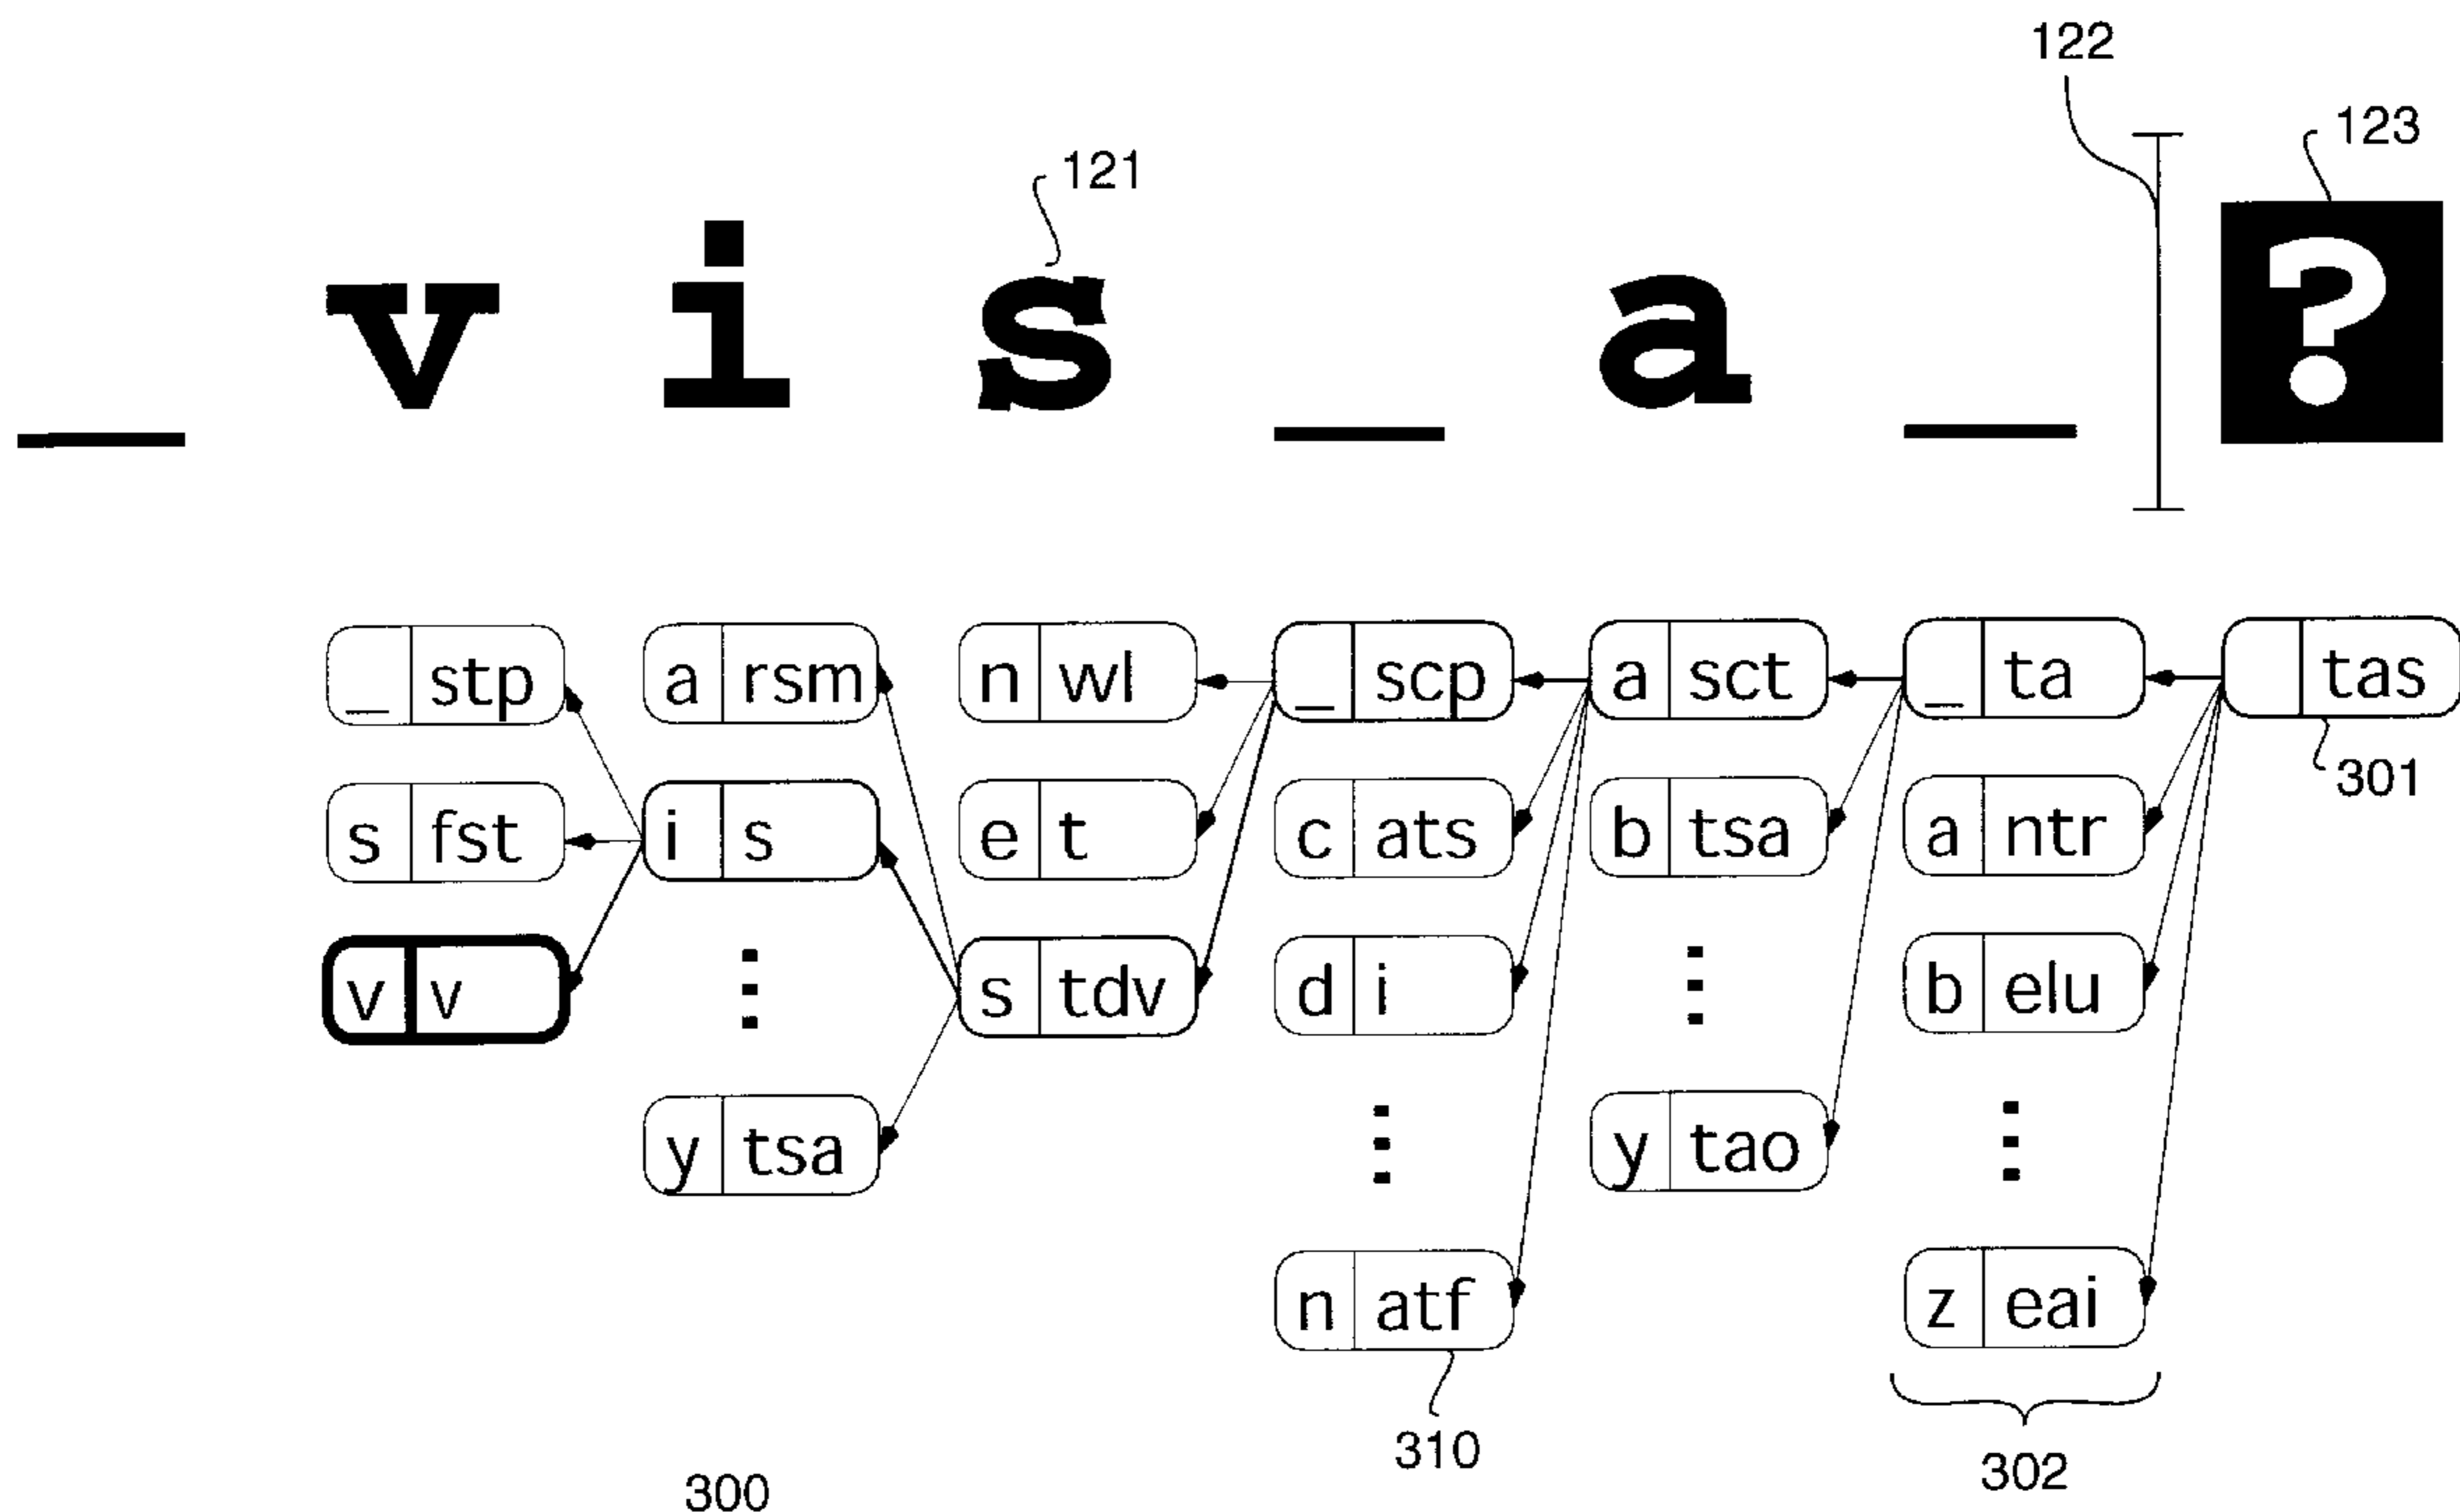 122
123
121
_ v i s _ a _ ?
_ stp a rsm n wl _ scp a sct _ ta tas
301
s fst i s e t c ats b tsa a ntr
v v s tdv d i b elu
y tsa y tao
n atf z eai
310
302
300